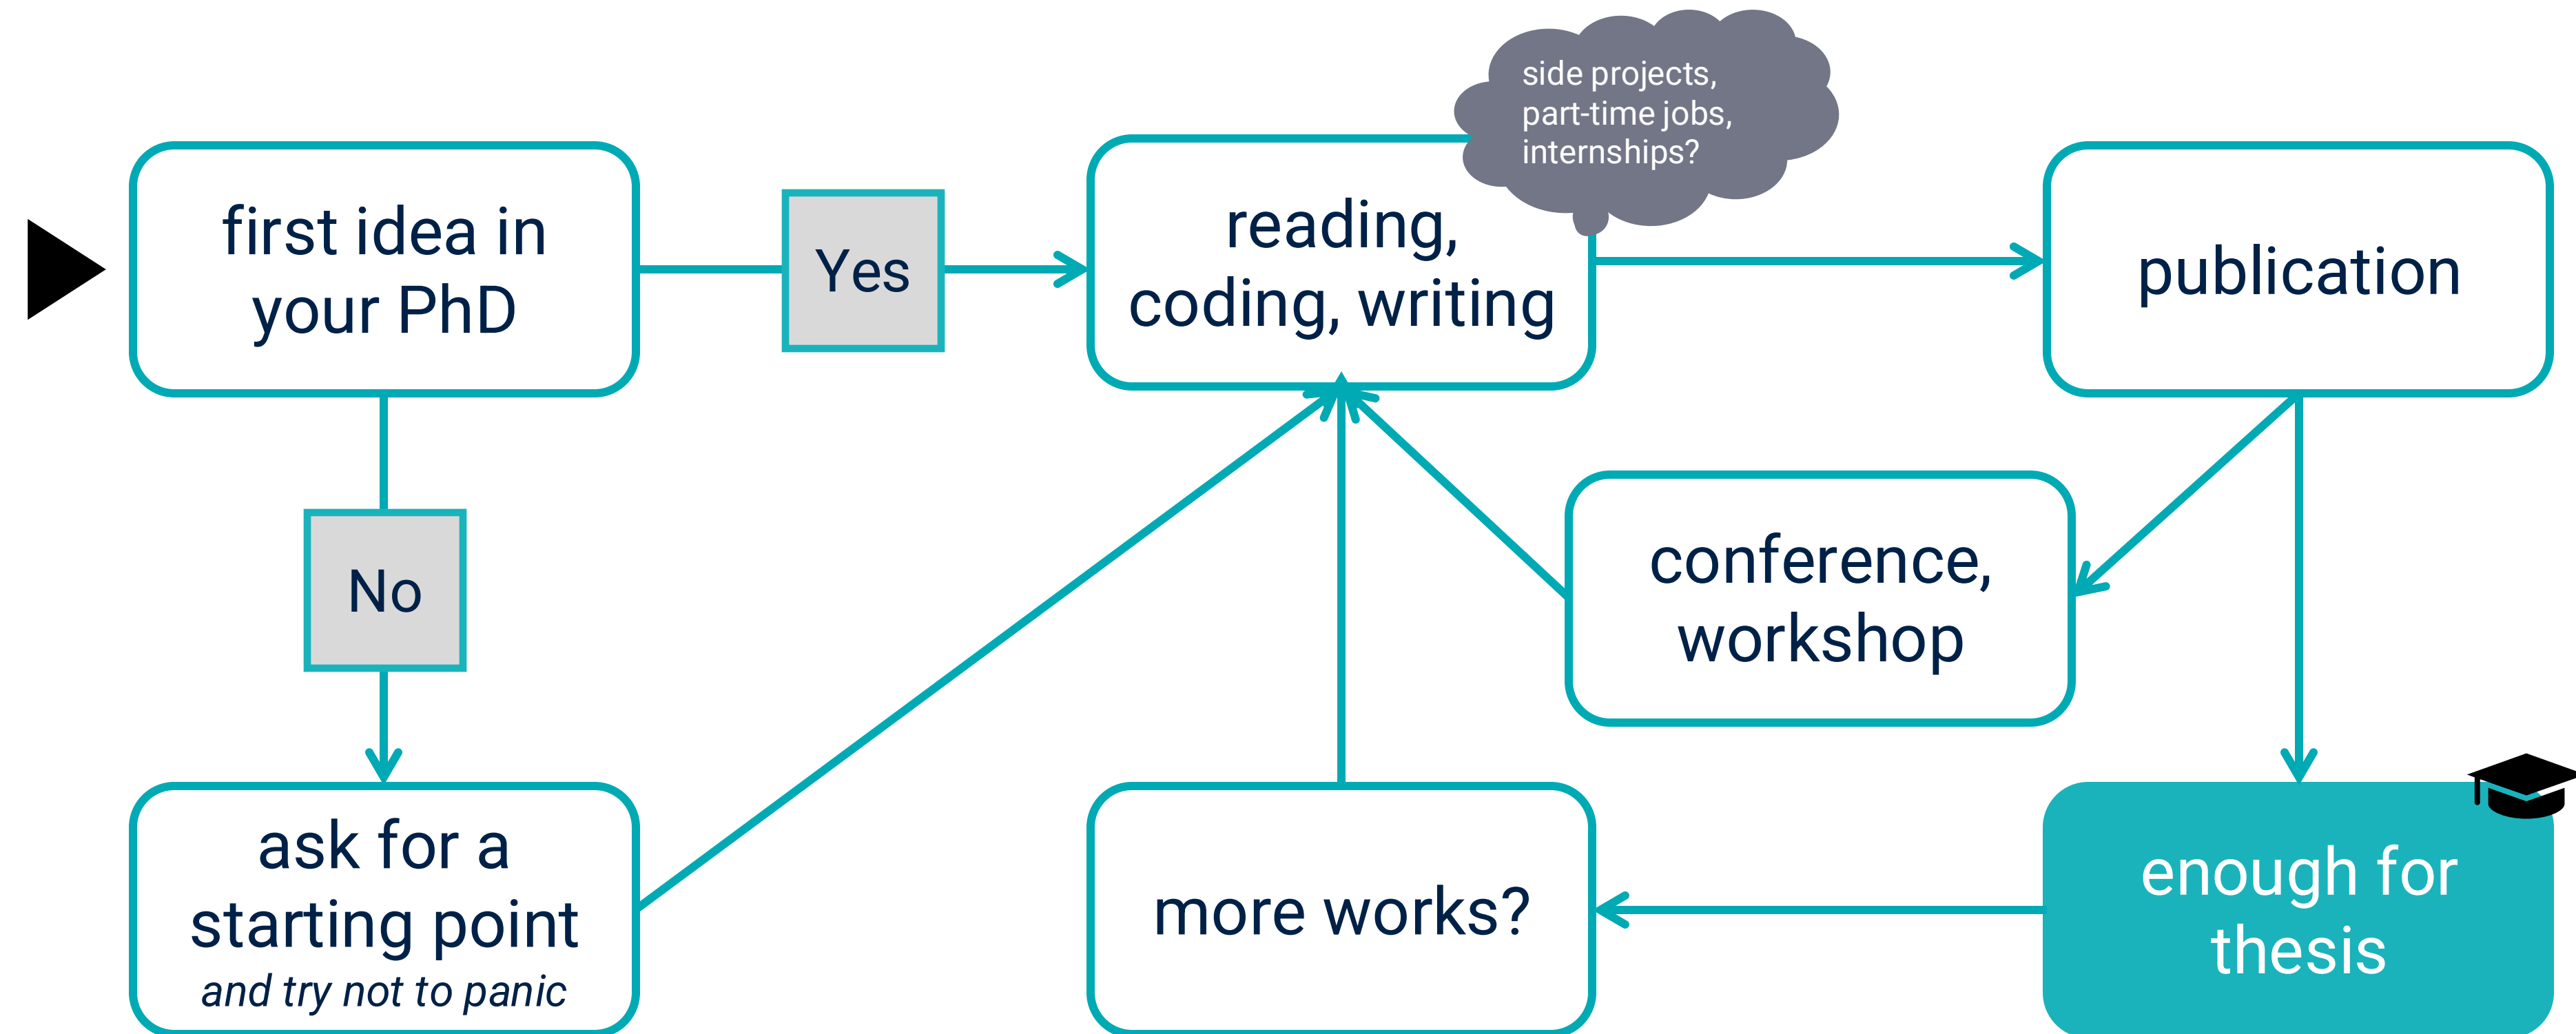 side projects,
part-time jobs,
internships?
first idea in
your PhD
Yes
reading,
coding, writing
publication
No
conference,
workshop
ask for a
starting point
and try not to panic
more works?
enough for
thesis